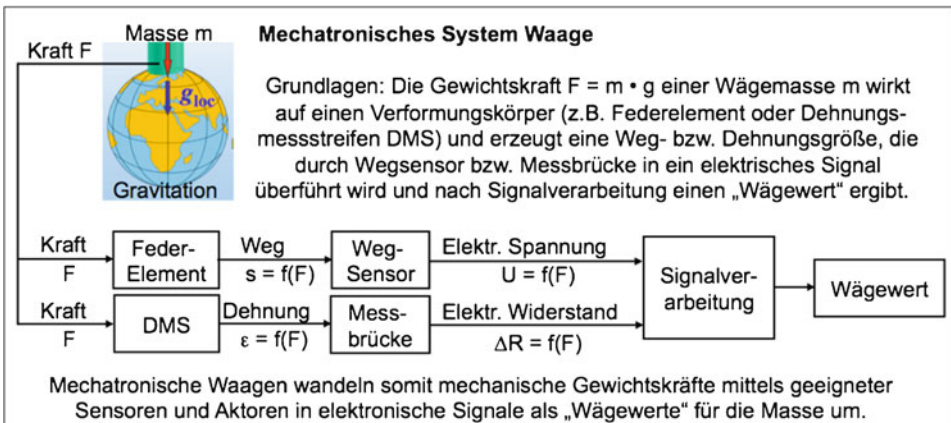 Masse m
Kraft F
g loc
Gravitation
Mechatronisches System Waage
Grundlagen: Die Gewichtskraft F = m • g einer Wägemasse m wirkt
auf einen Verformungskörper (z.B. Federelement oder Dehnungs-
messstreifen DMS) und erzeugt eine Weg- bzw. Dehnungsgröße, die
durch Wegsensor bzw. Messbrücke in ein elektrisches Signal
überführt wird und nach Signalverarbeitung einen „Wägewert“ ergibt.
Kraft
F
Feder-
Element
Weg
s = f(F)
Weg-
Sensor
Elektr. Spannung
U = f(F)
Kraft
F
DMS
Dehnung
ε = f(F)
Mess-
brücke
Elektr. Widerstand
ΔR = f(F)
Signalver-
arbeitung
Wägewert
Mechatronische Waagen wandeln somit mechanische Gewichtskräfte mittels geeigneter
Sensoren und Aktoren in elektronische Signale als „Wägewerte“ für die Masse um.